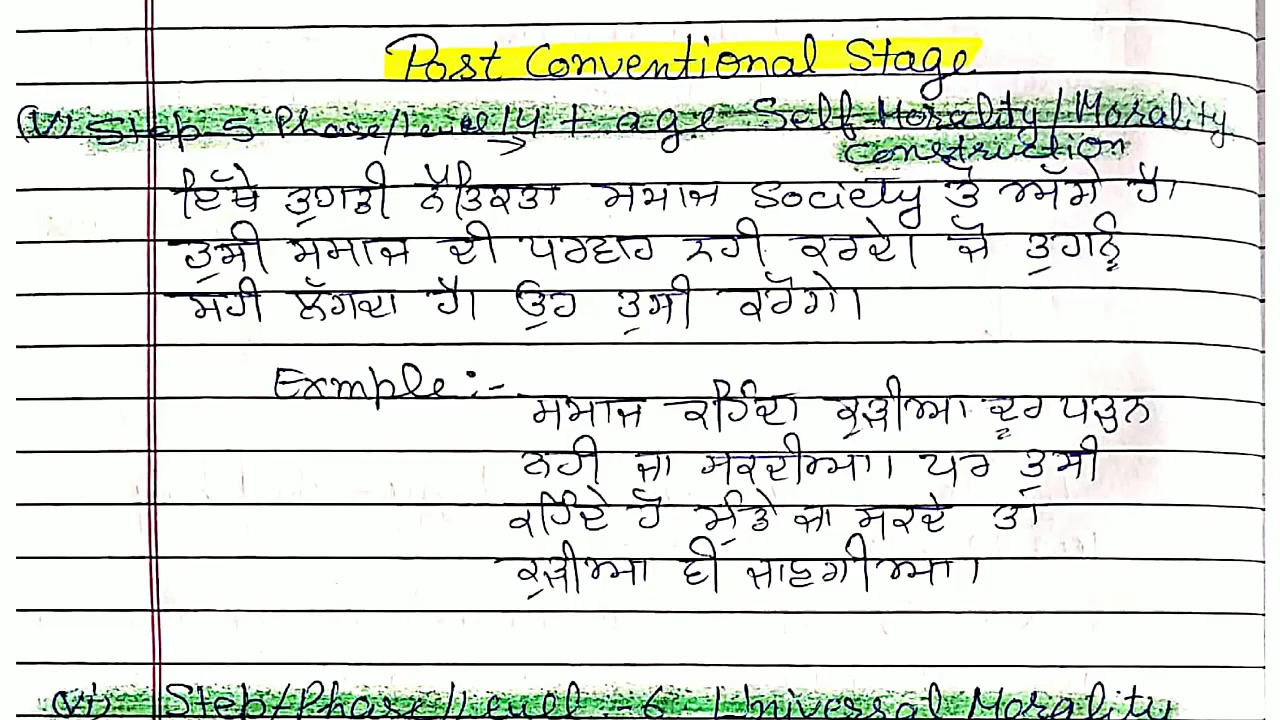 Post Conventional Stage
(V) Step 5 Phase/Level/→ 14 + age Self Morality/Morality
Construction
ਇੱਥੇ ਤੁਗਡੀ ਨੈਤਿਕਤਾ ਸਮਾਜ Society ਤੋਂ ਅੱਗੇ ਹੈ।
ਤੁਸੀ ਸਮਾਜ ਦੀ ਪਰਵਾਹ ਨਹੀ ਕਰਦੇ। ਜੋ ਤੁਹਾਨੂੰ
ਸਹੀ ਲੱਗਦਾ ਹੈ। ਉਹ ਤੁਸੀ ਕਰੋਗੇ।
Exmple:-
ਸਮਾਜ ਕਹਿੰਦਾ ਕੁੜੀਆ ਦੂਰ ਪੜ੍ਹਨ
ਨਹੀ ਜਾ ਸਕਦੀਆ। ਪਰ ਤੁਸੀ
ਕਹਿੰਦੇ ਹੋ ਮੁੰਡੇ ਜਾ ਸਕਦੇ ਤਾਂ
ਕੁੜੀਆ ਵੀ ਜਾਣਗੀਆ।
(vi) Step/Phase/Level :- 6 Universal Morality